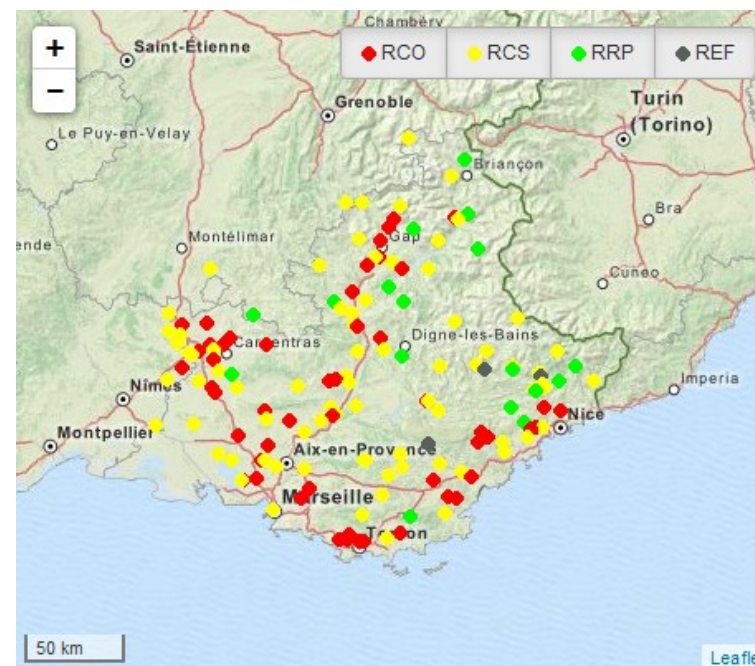 Chambéry
+
Saint-Étienne
RCO
RCS
RRP
REF
−
Grenoble
Turin
(Torino)
Le Puy-en-Velay
Briançon
Bra
Montélimar
Gap
ende
Cuneo
Digne-les-Bains
Carpentras
Nîmes
Imperia
Nice
Montpellier
Aix-en-Provence
Marseille
Toulon
50 km
Leafle